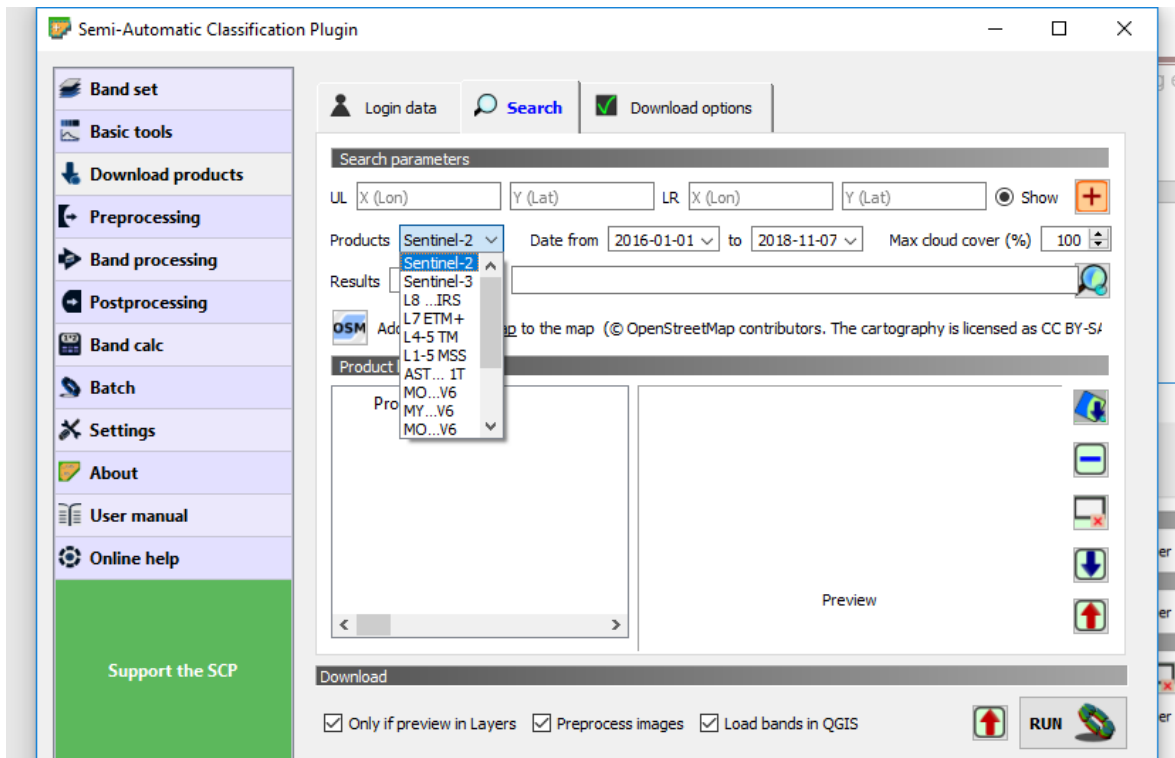 Semi-Automatic Classification Plugin
Band set
Basic tools
Download products
Preprocessing
Band processing
Postprocessing
Band calc
Batch
Settings
About
User manual
Online help
Support the SCP
Login data Search Download options
Search parameters
UL X (Lon) Y (Lat) LR X (Lon) Y (Lat) Show
Products Sentinel-2 Date from 2016-01-01 to 2018-11-07 Max cloud cover (%) 100
Sentinel-2
Sentinel-3
L8 ...IRS
L7 ETM+
L4-5 TM
L1-5 MSS
AST... 1T
MO...V6
MY...V6
MO...V6
Results
OSM to the map (© OpenStreetMap contributors. The cartography is licensed as CC BY-SA
Product
Pro
Preview
Download
Only if preview in Layers Preprocess images Load bands in QGIS RUN
er
er
er